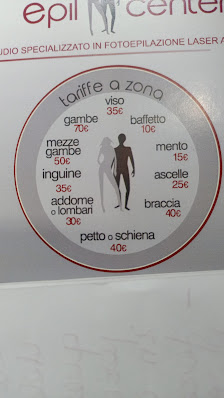 epil center
DIO SPECIALIZZATO IN FOTOEPILAZIONE LASER
tariffe a zona
viso
35€
gambe
70€
baffetto
10€
mezze
gambe
50€
mento
15€
inguine
35€
ascelle
25€
addome
o lombari
30€
braccia
40€
petto o schiena
40€